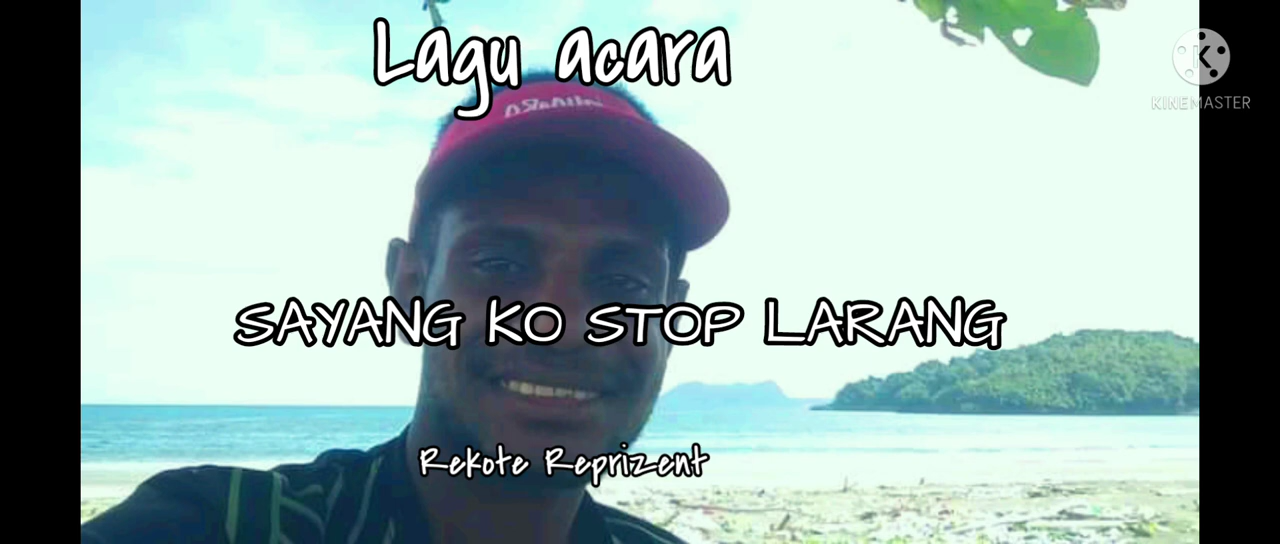 Lagu acara
KINEMASTER
SAYANG KO STOP LARANG
Rekote Reprizent